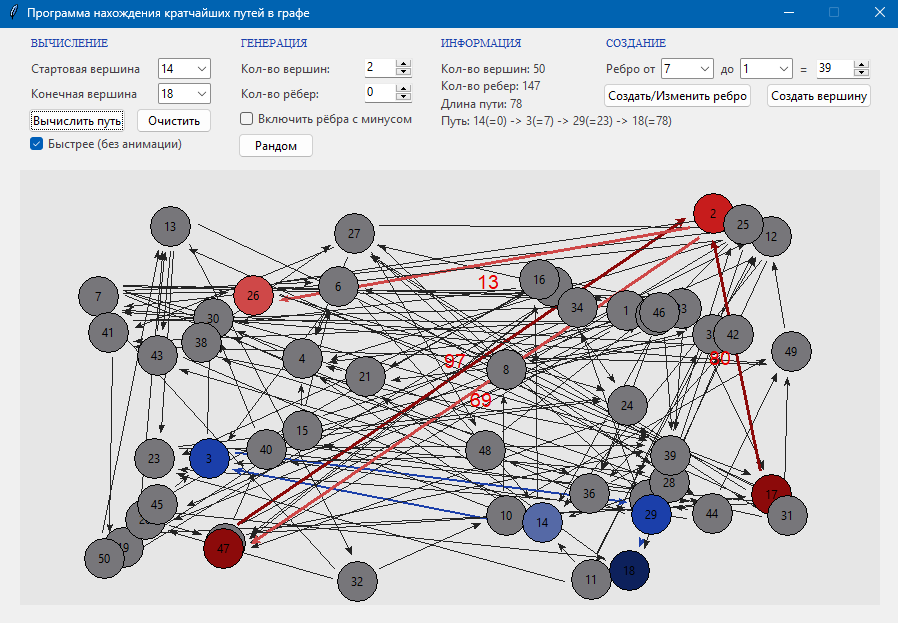 Программа нахождения кратчайших путей в графе
ВЫЧИСЛЕНИЕ
Стартовая вершина 14
Конечная вершина 18
Вычислить путь Очистить
Быстрее (без анимации)
ГЕНЕРАЦИЯ
Кол-во вершин: 2
Кол-во рёбер: 0
Включить рёбра с минусом
Рандом
ИНФОРМАЦИЯ
Кол-во вершин: 50
Кол-во ребер: 147
Длина пути: 78
Путь: 14(=0) -> 3(=7) -> 29(=23) -> 18(=78)
СОЗДАНИЕ
Ребро от 7 до 1 = 39
Создать/Изменить ребро Создать вершину
2
25
12
13
27
16
13
6
26
7
34
1
46
30
41
42
38
43
49
4
97
80
8
21
69
24
15
40
48
39
23
3
28
36
17
45
29
10
14
44
31
47
50
32
11
18